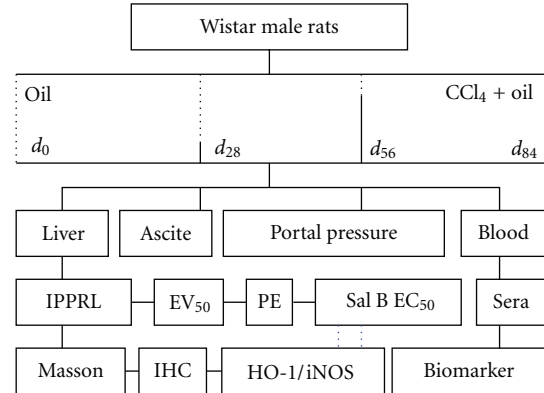 Wistar male rats
Oil CCl₄ + oil
d₀ d₂₈ d₅₆ d₈₄
Liver Ascite Portal pressure Blood
IPPRL EV₅₀ PE Sal B EC₅₀ Sera
Masson IHC HO-1/iNOS Biomarker